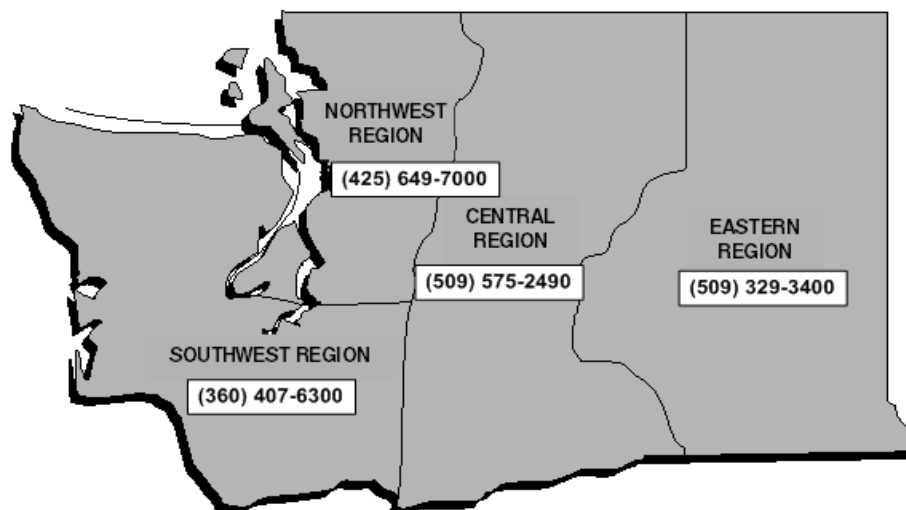 NORTHWEST
REGION
(425) 649-7000
CENTRAL
REGION
(509) 575-2490
EASTERN
REGION
(509) 329-3400
SOUTHWEST REGION
(360) 407-6300